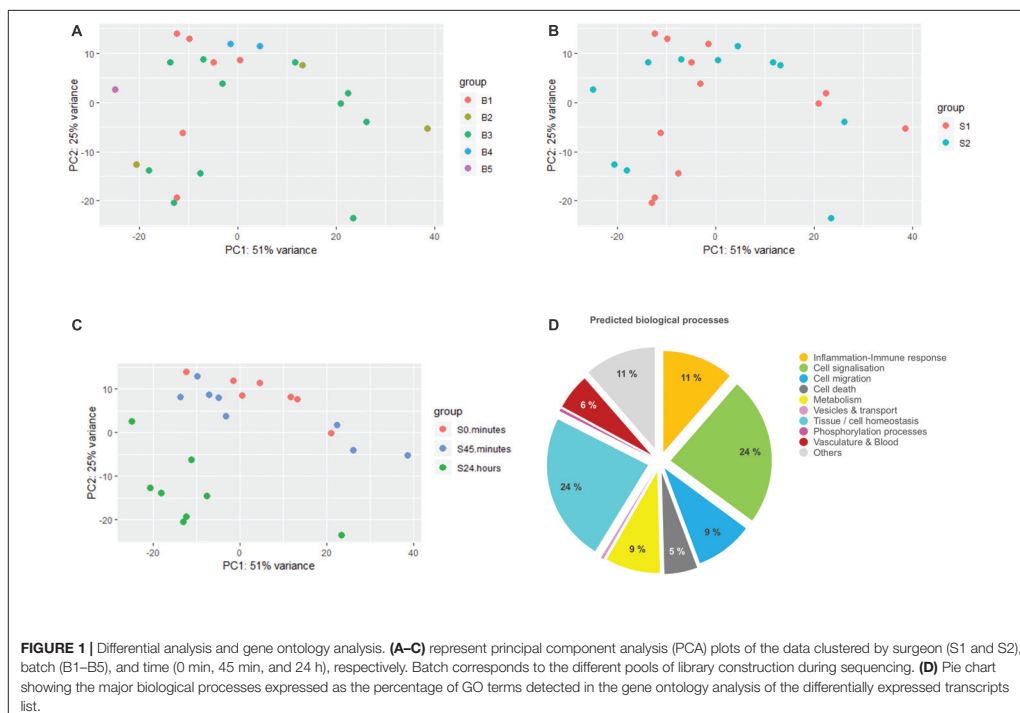 A
10
0
-10
-20
PC2: 25% variance
-20
0
20
40
PC1: 51% variance
group
B1
B2
B3
B4
B5
B
10
0
-10
-20
PC2: 25% variance
-20
0
20
40
PC1: 51% variance
group
S1
S2
C
10
0
-10
-20
PC2: 25% variance
-20
0
20
40
PC1: 51% variance
group
S0.minutes
S45.minutes
S24.hours
D
Predicted biological processes
11 %
11 %
6 %
24 %
24 %
9 %
5 %
9 %
Inflammation-Immune response
Cell signalisation
Cell migration
Cell death
Metabolism
Vesicles & transport
Tissue / cell homeostasis
Phosphorylation processes
Vasculature & Blood
Others
FIGURE 1 | Differential analysis and gene ontology analysis. (A–C) represent principal component analysis (PCA) plots of the data clustered by surgeon (S1 and S2),
batch (B1–B5), and time (0 min, 45 min, and 24 h), respectively. Batch corresponds to the different pools of library construction during sequencing. (D) Pie chart
showing the major biological processes expressed as the percentage of GO terms detected in the gene ontology analysis of the differentially expressed transcripts
list.